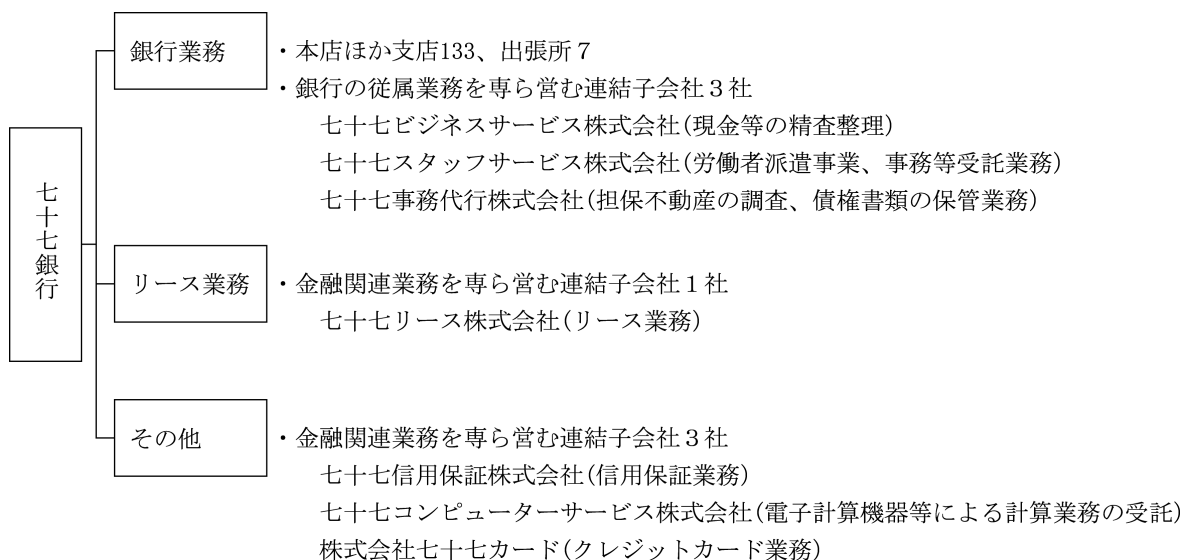 七十七銀行
銀行業務
・本店ほか支店133、出張所７
・銀行の従属業務を専ら営む連結子会社３社
七十七ビジネスサービス株式会社(現金等の精査整理)
七十七スタッフサービス株式会社(労働者派遣事業、事務等受託業務)
七十七事務代行株式会社(担保不動産の調査、債権書類の保管業務)
リース業務
・金融関連業務を専ら営む連結子会社１社
七十七リース株式会社(リース業務)
その他
・金融関連業務を専ら営む連結子会社３社
七十七信用保証株式会社(信用保証業務)
七十七コンピューターサービス株式会社(電子計算機器等による計算業務の受託)
株式会社七十七カード(クレジットカード業務)